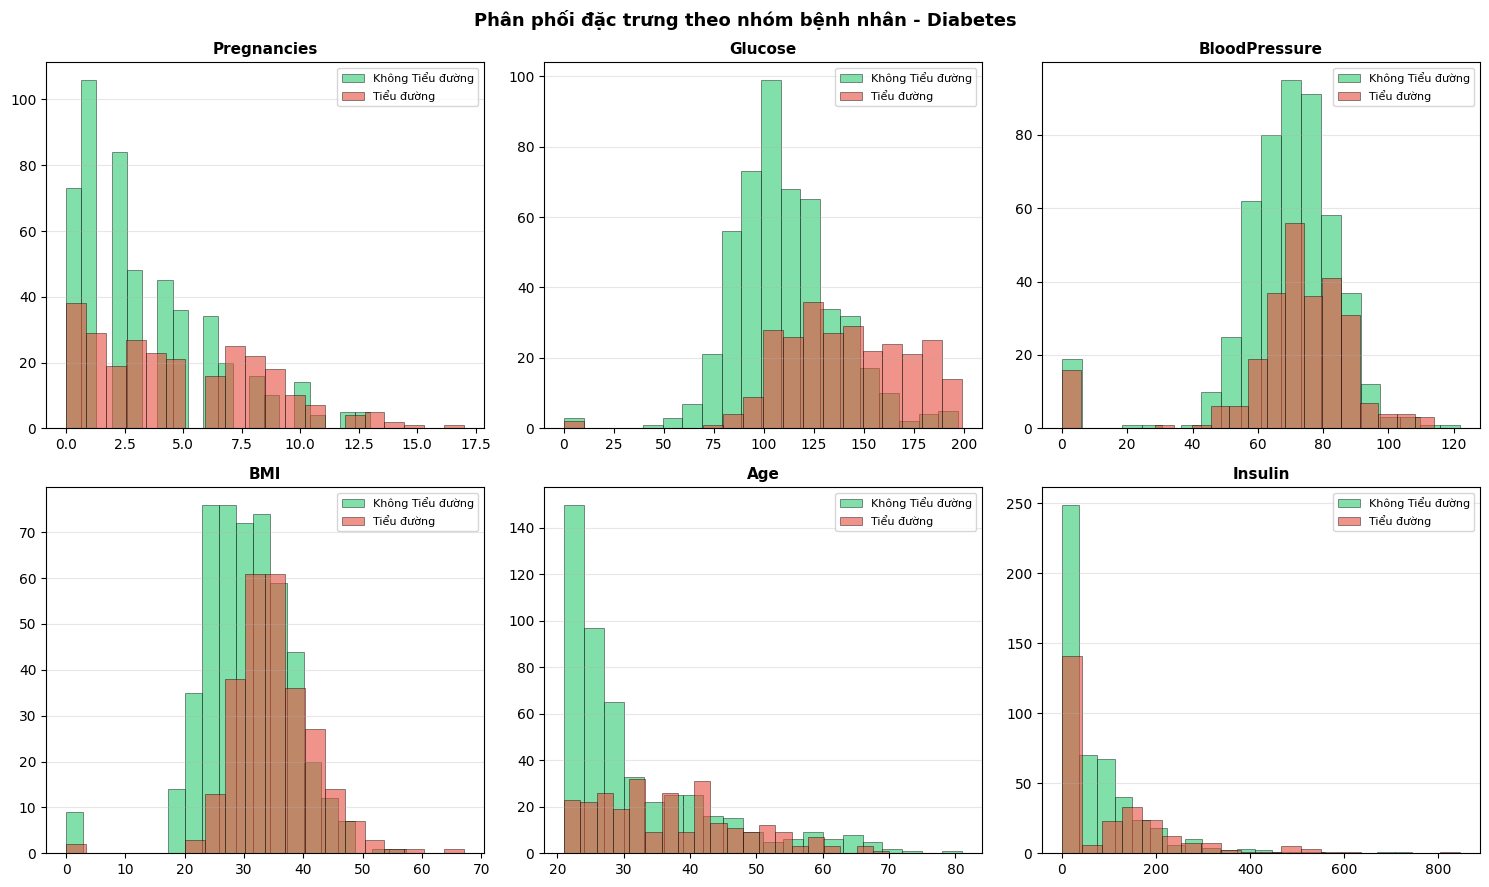 Phân phối đặc trưng theo nhóm bệnh nhân - Diabetes
Pregnancies
Không Tiểu đường
Tiểu đường
100
80
60
40
20
0
0.0 2.5 5.0 7.5 10.0 12.5 15.0 17.5
Glucose
Không Tiểu đường
Tiểu đường
100
80
60
40
20
0
0 25 50 75 100 125 150 175 200
BloodPressure
Không Tiểu đường
Tiểu đường
80
60
40
20
0
0 20 40 60 80 100 120
BMI
Không Tiểu đường
Tiểu đường
70
60
50
40
30
20
10
0
0 10 20 30 40 50 60 70
Age
Không Tiểu đường
Tiểu đường
140
120
100
80
60
40
20
0
20 30 40 50 60 70 80
Insulin
Không Tiểu đường
Tiểu đường
250
200
150
100
50
0
0 200 400 600 800